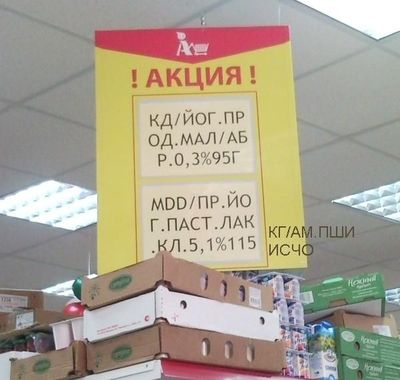 ! АКЦИЯ !
КД/ЙОГ.ПР
ОД.МАЛ/АБ
Р.0,3%95Г
MDD/ПР.ЙО
Г.ПАСТ.ЛАК
.КЛ.5,1%115
КГ/АМ.ПШИ
ИСЧО
Нежный